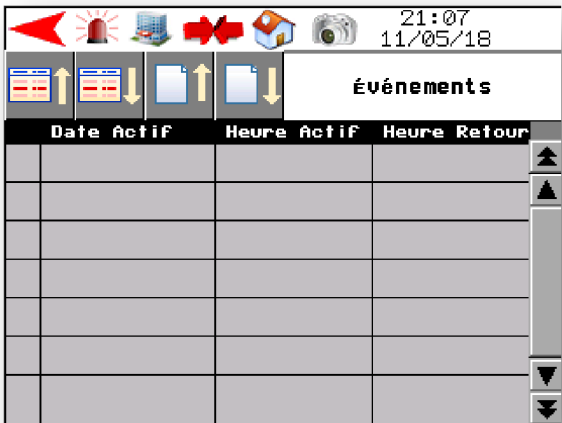 21:07
11/05/18
événements
Date Actif Heure Actif Heure Retour